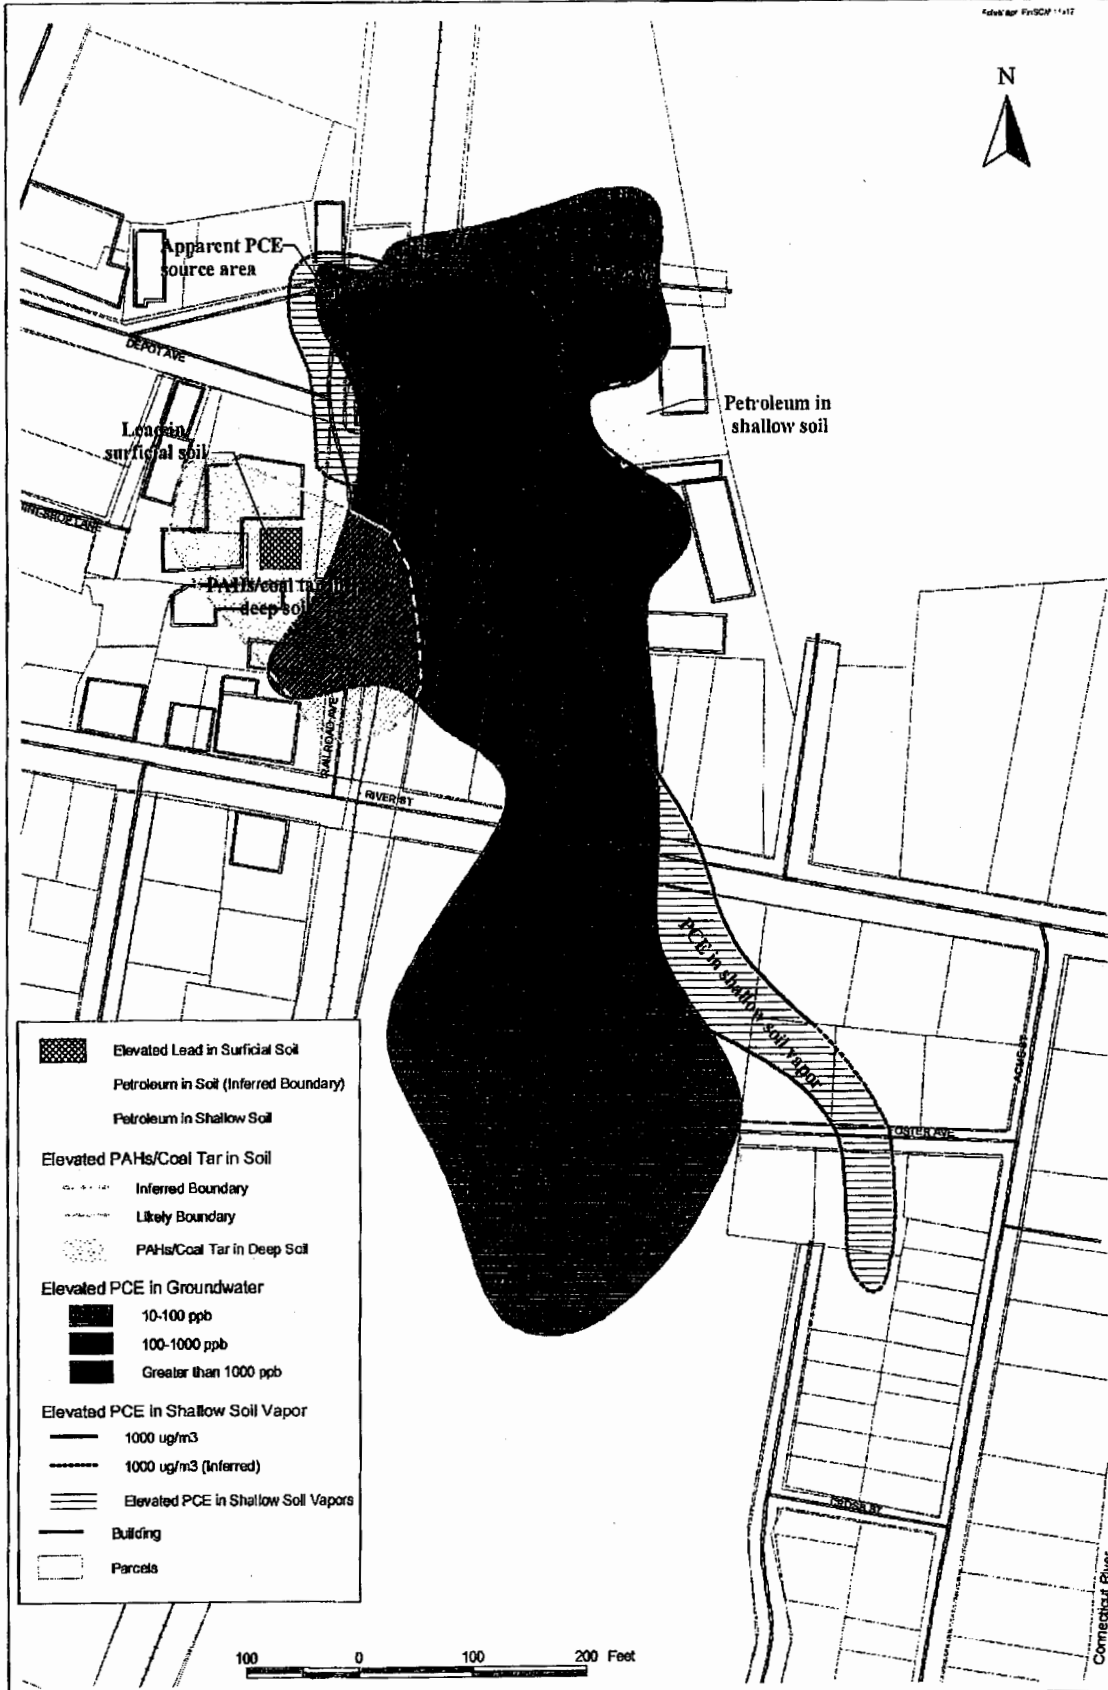 N
Apparent PCE
source area
DEPOT AVE
Lead in
surficial soil
Petroleum in
shallow soil
PAHs/coal tar in
deep soil
RAILROAD AVE
RIVER ST
PCE in shallow soil vapor
ACME ST
FOSTER AVE
Elevated Lead in Surficial Soil
Petroleum in Soil (Inferred Boundary)
Petroleum in Shallow Soil
Elevated PAHs/Coal Tar in Soil
Inferred Boundary
Likely Boundary
PAHs/Coal Tar in Deep Soil
Elevated PCE in Groundwater
10-100 ppb
100-1000 ppb
Greater than 1000 ppb
Elevated PCE in Shallow Soil Vapor
1000 ug/m3
1000 ug/m3 (Inferred)
Elevated PCE in Shallow Soil Vapors
Building
Parcels
Connecticut River
100 0 100 200 Feet